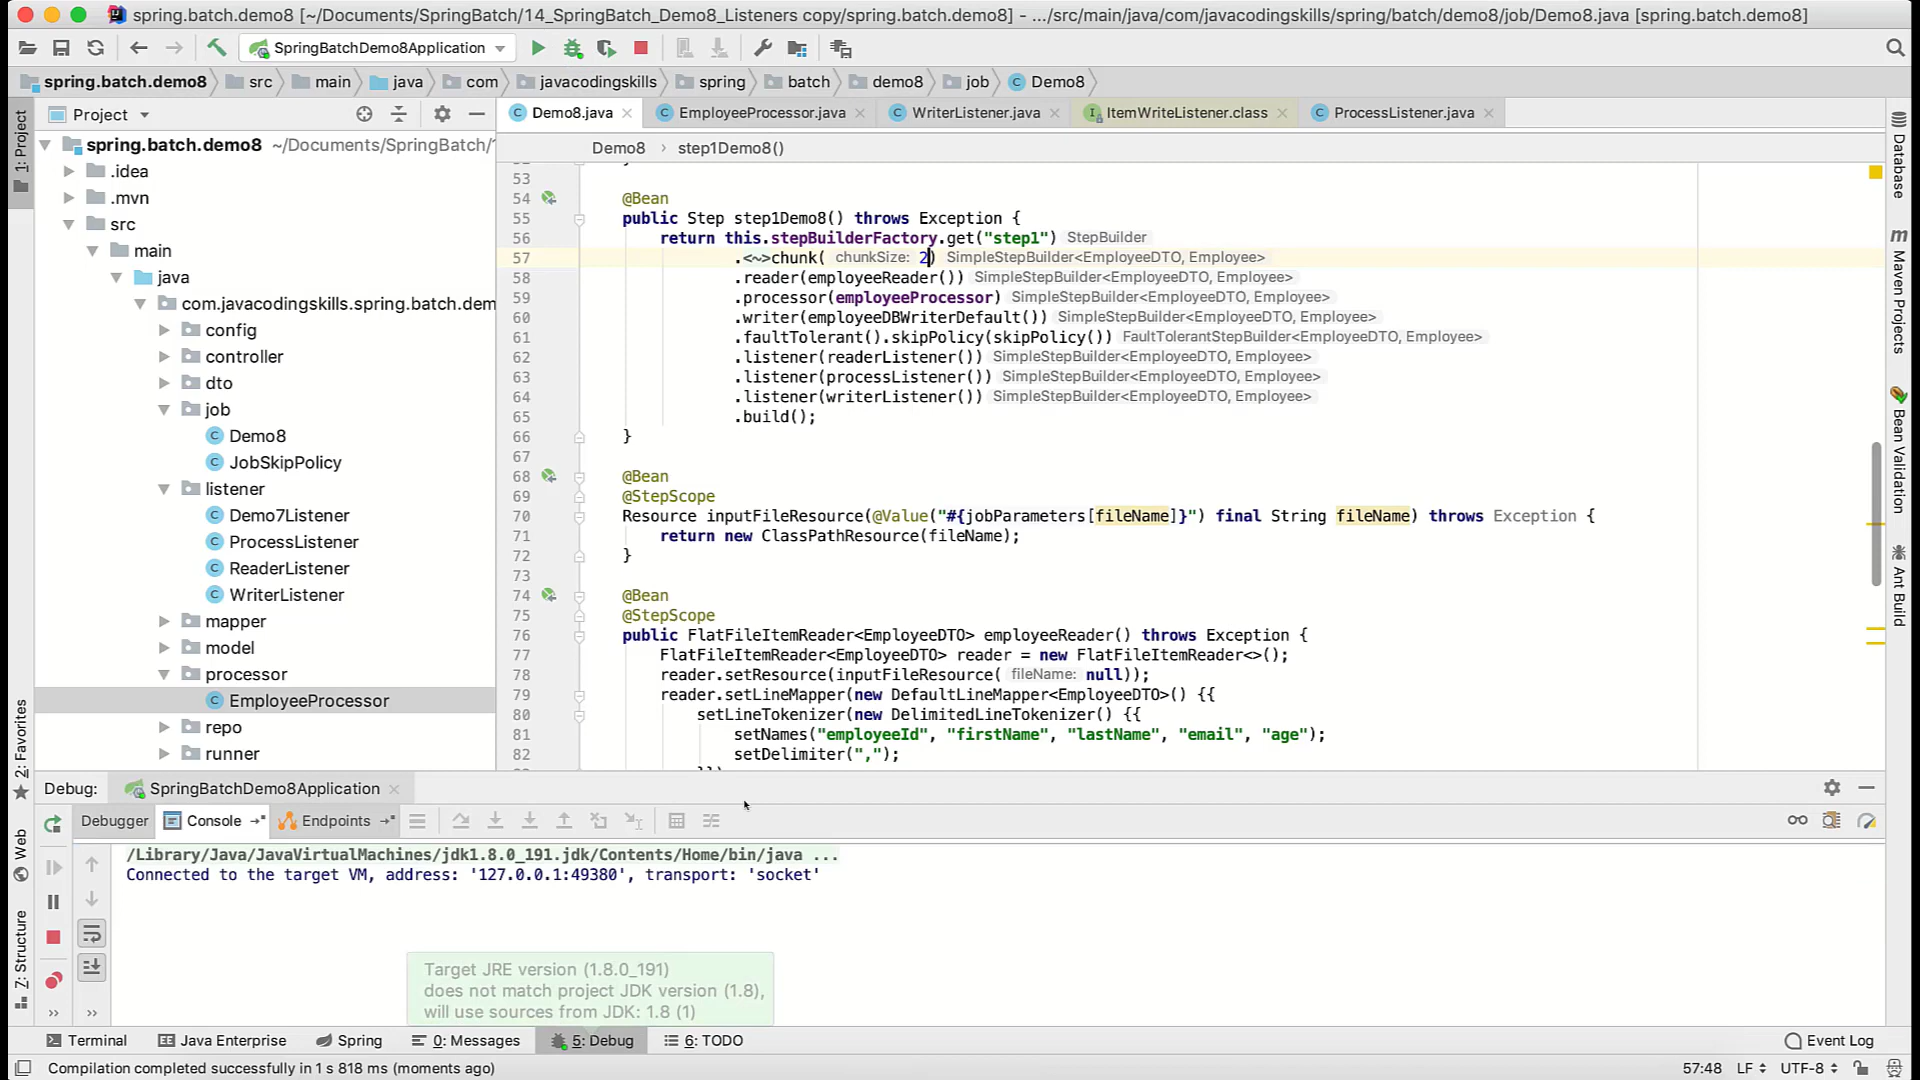 spring.batch.demo8 [~/Documents/SpringBatch/14_SpringBatch_Demo8_Listeners copy/spring.batch.demo8] - .../src/main/java/com/javacodingskills/spring/batch/demo8/job/Demo8.java [spring.batch.demo8]
SpringBatchDemo8Application
spring.batch.demo8 src main java com javacodingskills spring batch demo8 job Demo8
Project
Demo8.java EmployeeProcessor.java WriterListener.java ItemWriteListener.class ProcessListener.java
Demo8 › step1Demo8()
1: Project
2: Favorites
Web
Z: Structure
spring.batch.demo8 ~/Documents/SpringBatch/1
.idea
.mvn
src
main
java
com.javacodingskills.spring.batch.dem
config
controller
dto
job
Demo8
JobSkipPolicy
listener
Demo7Listener
ProcessListener
ReaderListener
WriterListener
mapper
model
processor
EmployeeProcessor
repo
runner
53
54 @Bean
55 public Step step1Demo8() throws Exception {
56 return this.stepBuilderFactory.get("step1") StepBuilder
57 .<~>chunk( chunkSize: 2) SimpleStepBuilder<EmployeeDTO, Employee>
58 .reader(employeeReader()) SimpleStepBuilder<EmployeeDTO, Employee>
59 .processor(employeeProcessor) SimpleStepBuilder<EmployeeDTO, Employee>
60 .writer(employeeDBWriterDefault()) SimpleStepBuilder<EmployeeDTO, Employee>
61 .faultTolerant().skipPolicy(skipPolicy()) FaultTolerantStepBuilder<EmployeeDTO, Employee>
62 .listener(readerListener()) SimpleStepBuilder<EmployeeDTO, Employee>
63 .listener(processListener()) SimpleStepBuilder<EmployeeDTO, Employee>
64 .listener(writerListener()) SimpleStepBuilder<EmployeeDTO, Employee>
65 .build();
66 }
67
68 @Bean
69 @StepScope
70 Resource inputFileResource(@Value("#{jobParameters[fileName]}") final String fileName) throws Exception {
71 return new ClassPathResource(fileName);
72 }
73
74 @Bean
75 @StepScope
76 public FlatFileItemReader<EmployeeDTO> employeeReader() throws Exception {
77 FlatFileItemReader<EmployeeDTO> reader = new FlatFileItemReader<>();
78 reader.setResource(inputFileResource( fileName: null));
79 reader.setLineMapper(new DefaultLineMapper<EmployeeDTO>() {{
80 setLineTokenizer(new DelimitedLineTokenizer() {{
81 setNames("employeeId", "firstName", "lastName", "email", "age");
82 setDelimiter(",");
Database
m Maven Projects
Bean Validation
Ant Build
Debug: SpringBatchDemo8Application
Debugger Console Endpoints
/Library/Java/JavaVirtualMachines/jdk1.8.0_191.jdk/Contents/Home/bin/java ...
Connected to the target VM, address: '127.0.0.1:49380', transport: 'socket'
Target JRE version (1.8.0_191)
does not match project JDK version (1.8),
will use sources from JDK: 1.8 (1)
Terminal Java Enterprise Spring 0: Messages 5: Debug 6: TODO Event Log
Compilation completed successfully in 1 s 818 ms (moments ago) 57:48 LF UTF-8